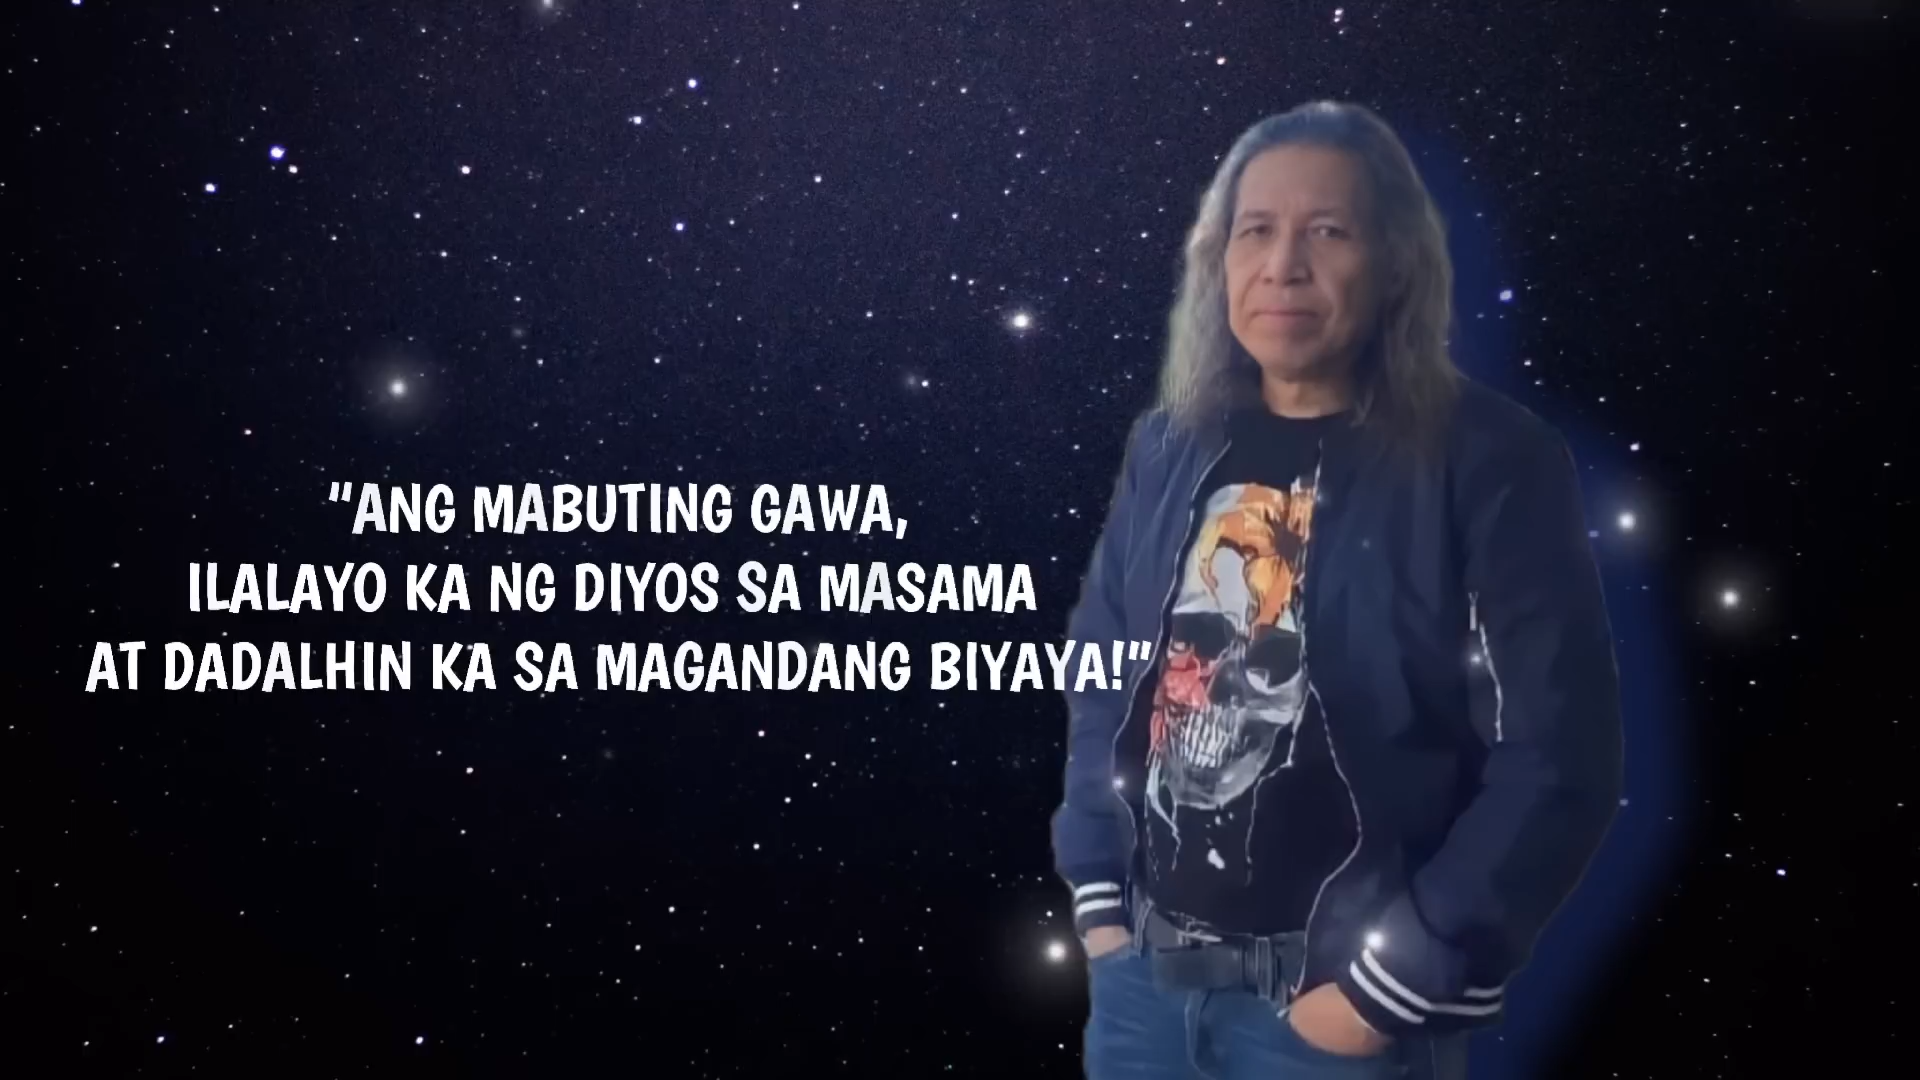 "ANG MABUTING GAWA,
ILALAYO KA NG DIYOS SA MASAMA
AT DADALHIN KA SA MAGANDANG BIYAYA!"